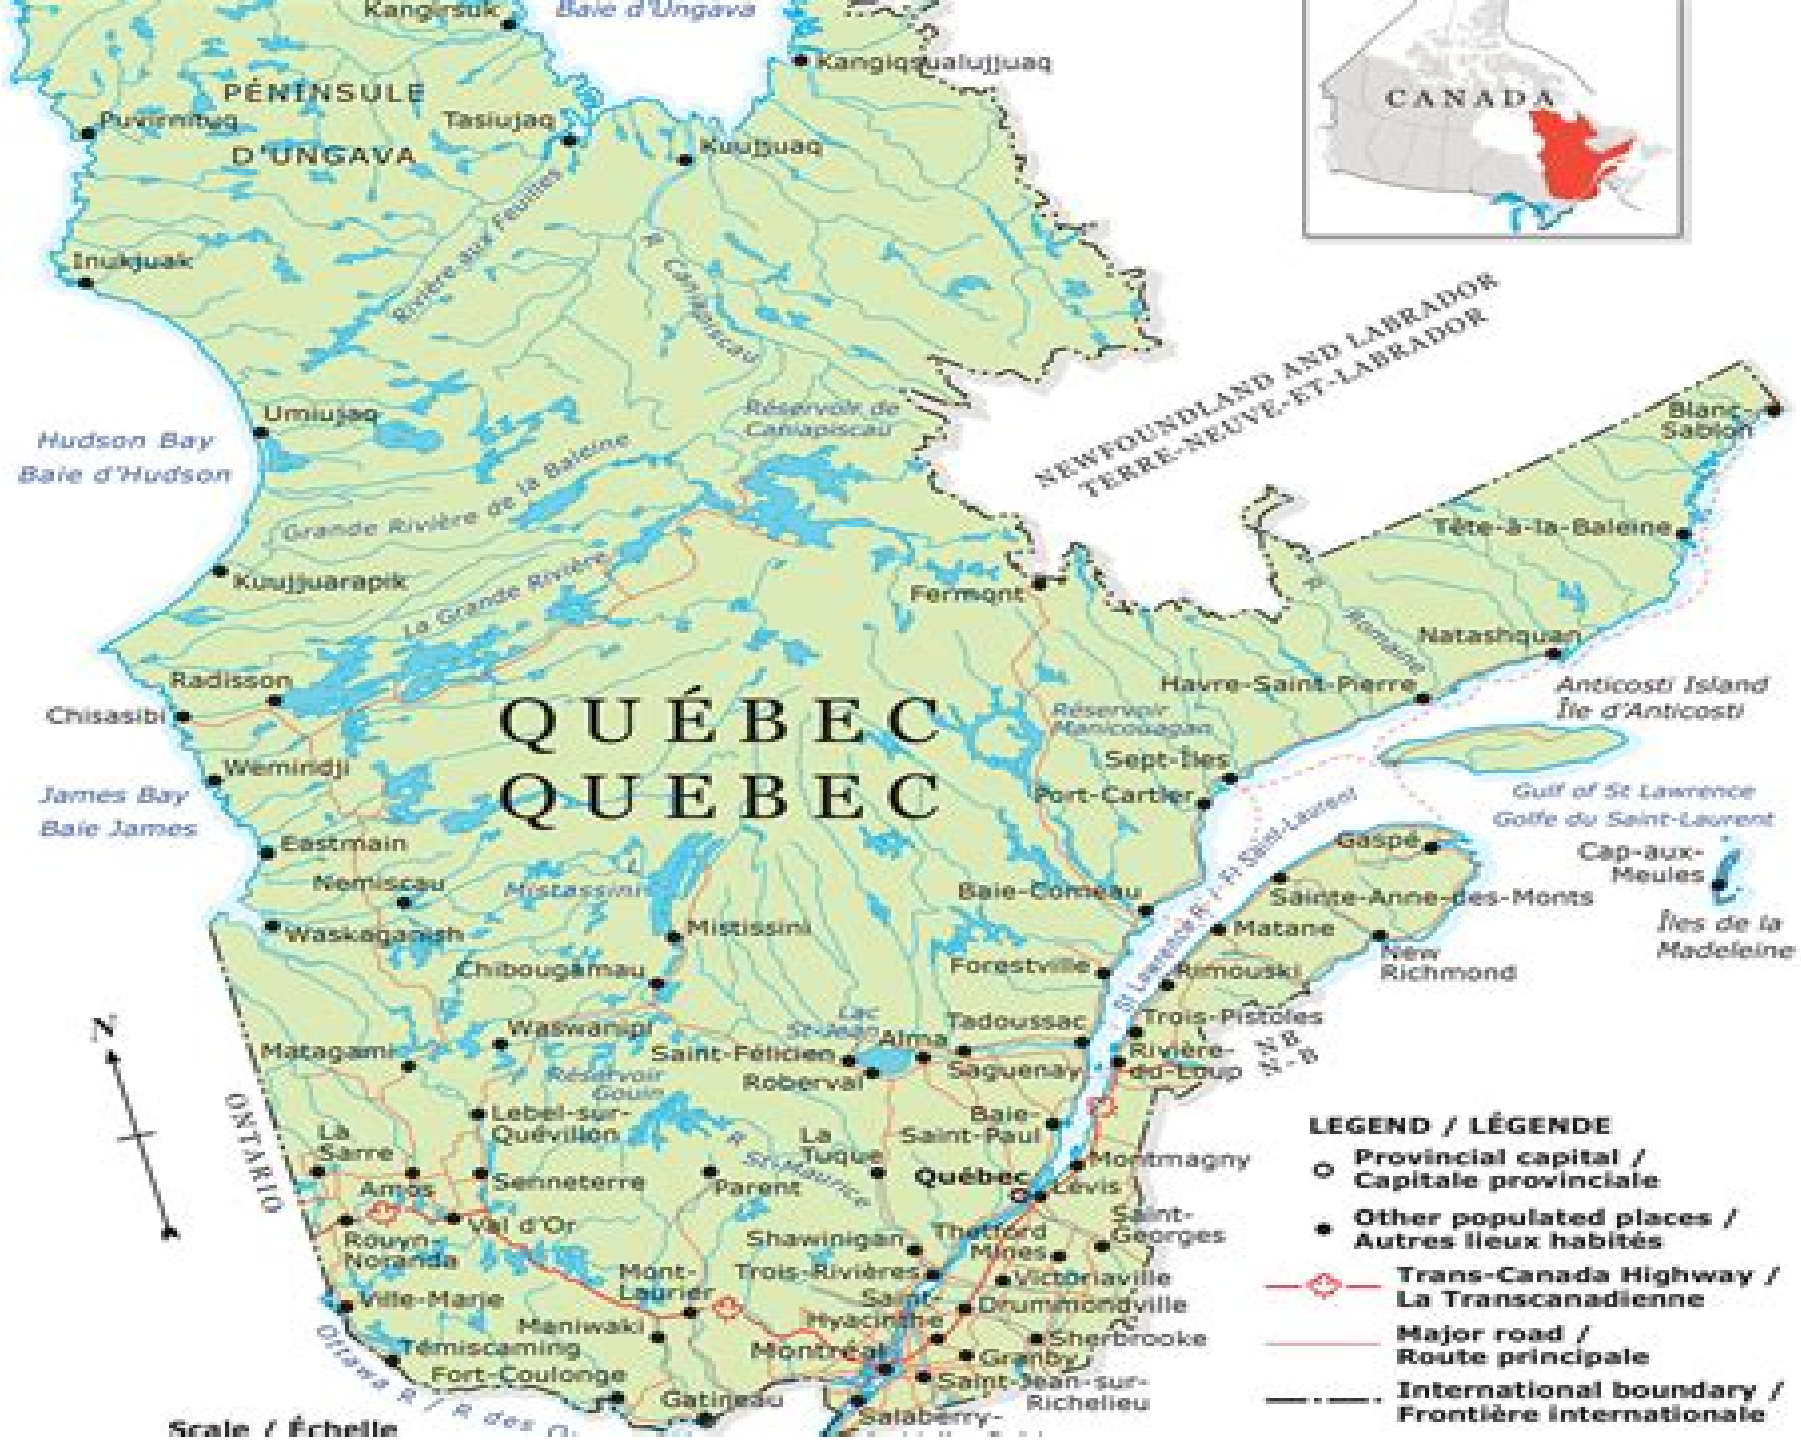 Kangirsuk
Baie d'Ungava
Kangiqsualujjuaq
PÉNINSULE
D'UNGAVA
Puvirnituq
Tasiujaq
Kuujjuaq
Rivière aux Feuilles
R Caniapiscau
Inukjuak
CANADA
NEWFOUNDLAND AND LABRADOR
TERRE-NEUVE-ET-LABRADOR
Umiujaq
Hudson Bay
Baie d'Hudson
Réservoir de
Caniapiscau
Grande Rivière de la Baleine
Blanc-
Sablon
Tête-à-la-Baleine
Kuujjuarapik
La Grande Rivière
Fermont
R Romaine
Natashquan
Radisson
Chisasibi
Havre-Saint-Pierre
Anticosti Island
Île d'Anticosti
QUÉBEC
QUEBEC
Réservoir
Manicouagan
Sept-Îles
Port-Cartier
Wemindji
James Bay
Baie James
Gulf of St Lawrence
Golfe du Saint-Laurent
St Lawrence R / Fl Saint-Laurent
Eastmain
Nemiscau
L
Mistassini
Gaspé
Cap-aux-
Meules
Baie-Comeau
Sainte-Anne-des-Monts
Îles de la
Madeleine
Waskaganish
Mistissini
Matane
New
Richmond
Chibougamau
Forestville
Rimouski
Waswanipi
Lac
St-Jean
Alma
Tadoussac
Trois-Pistoles
N B
N.-B
N
Matagami
Saint-Félicien
Roberval
Saguenay
Rivière-
du-Loup
Réservoir
Gouin
ONTARIO
Lebel-sur-
Quévillon
Baie-
Saint-Paul
La
Sarre
La
Tuque
R St-Maurice
Amos
Senneterre
Parent
Québec
Montmagny
Lévis
Rouyn-
Noranda
Val d'Or
Shawinigan
Thetford
Mines
Saint-
Georges
Mont-
Laurier
Trois-Rivières
Victoriaville
Ville-Marie
Saint-
Hyacinthe
Drummondville
Maniwaki
Sherbrooke
Témiscaming
Montréal
Granby
Fort-Coulonge
Saint-Jean-sur-
Richelieu
Gatineau
Salaberry-
Ottawa R / R des O
Scale / Échelle
LEGEND / LÉGENDE
Provincial capital /
Capitale provinciale
Other populated places /
Autres lieux habités
Trans-Canada Highway /
La Transcanadienne
Major road /
Route principale
International boundary /
Frontière internationale